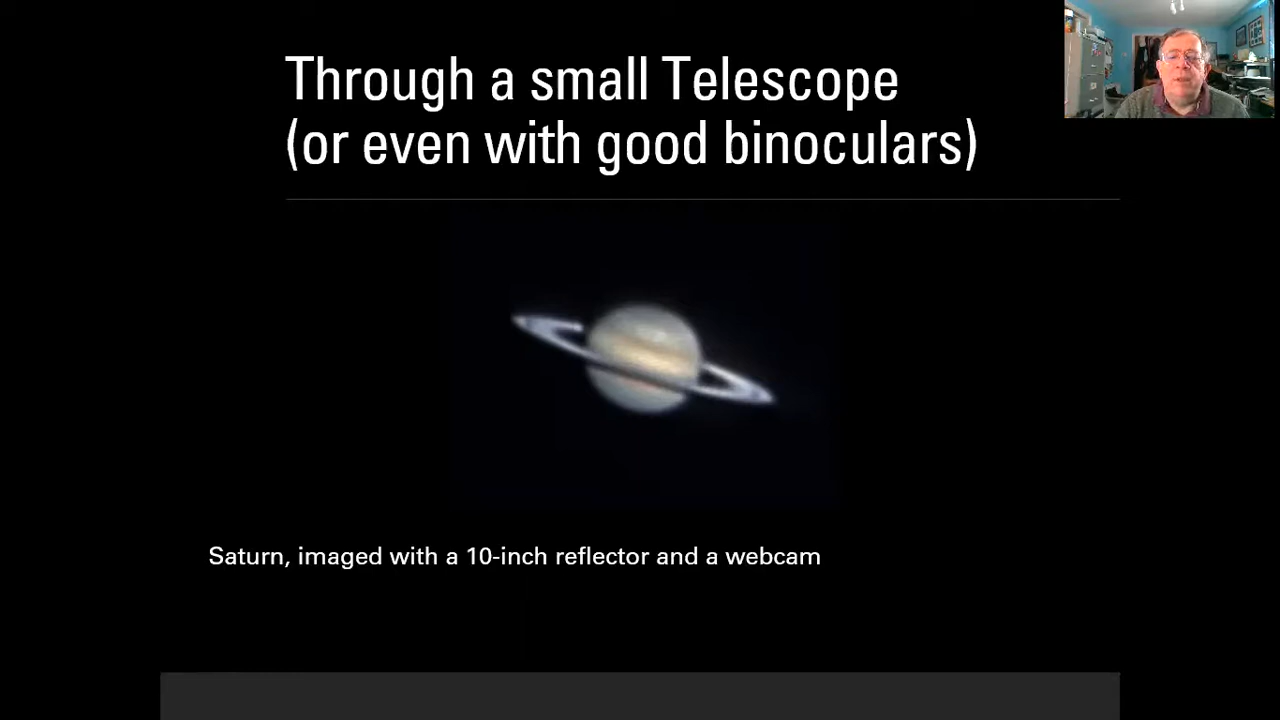 Through a small Telescope
(or even with good binoculars)
Saturn, imaged with a 10-inch reflector and a webcam